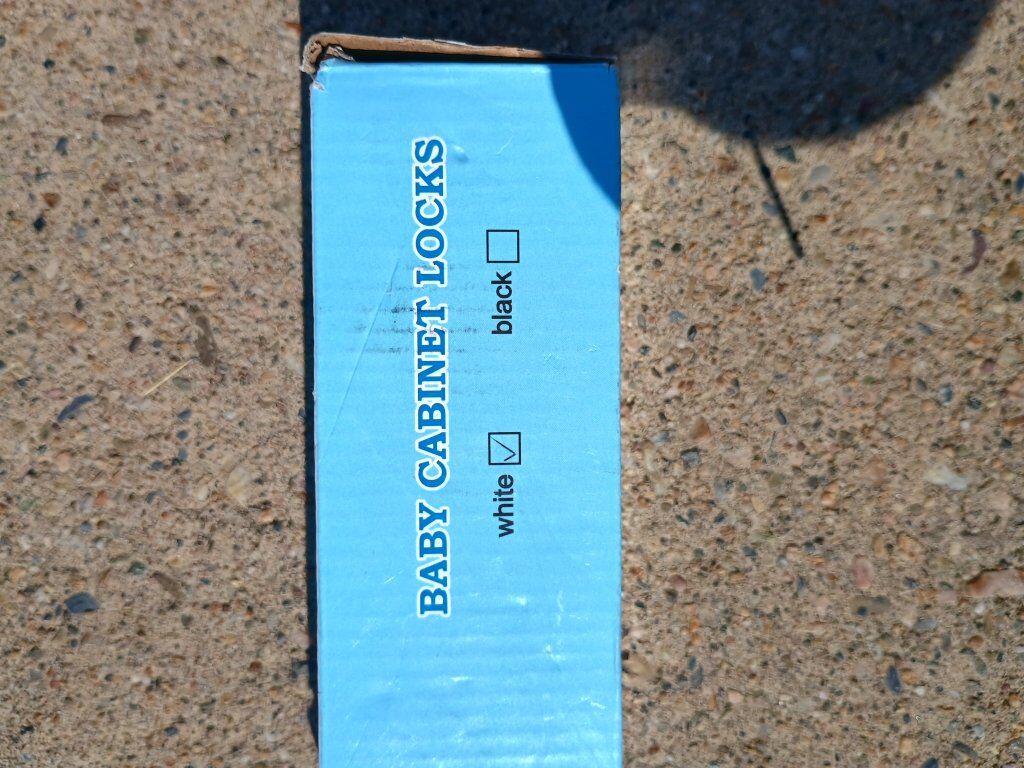 BABY CABINET LOCKS
white ☑ black ☐